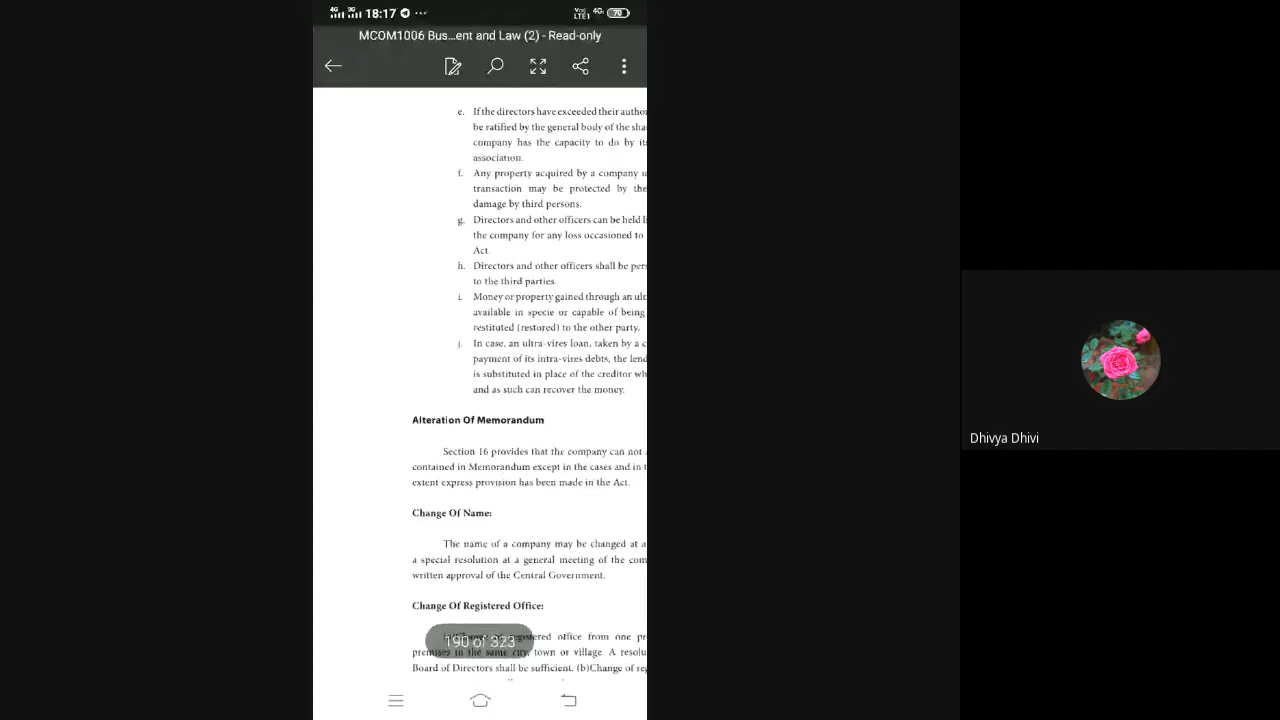 18:17
70
MCOM1006 Bus...ent and Law (2) - Read-only
e. If the directors have exceeded their author
be ratified by the general body of the sha
company has the capacity to do by its
association.
f. Any property acquired by a company u
transaction may be protected by the
damage by third persons.
g. Directors and other officers can be held l
the company for any loss occasioned to
Act.
h. Directors and other officers shall be pers
to the third parties.
i. Money or property gained through an ult
available in specie or capable of being
restituted (restored) to the other party.
j. In case, an ultra-vires loan, taken by a c
payment of its intra-vires debts, the lend
is substituted in place of the creditor wh
and as such can recover the money.
Alteration Of Memorandum
Section 16 provides that the company can not a
contained in Memorandum except in the cases and in t
extent express provision has been made in the Act.
Change Of Name:
The name of a company may be changed at a
a special resolution at a general meeting of the com
written approval of the Central Government.
Change Of Registered Office:
registered office from one pr
190 of 323
premises in the same city, town or village. A resolu
Board of Directors shall be sufficient. (b)Change of reg
Dhivya Dhivi